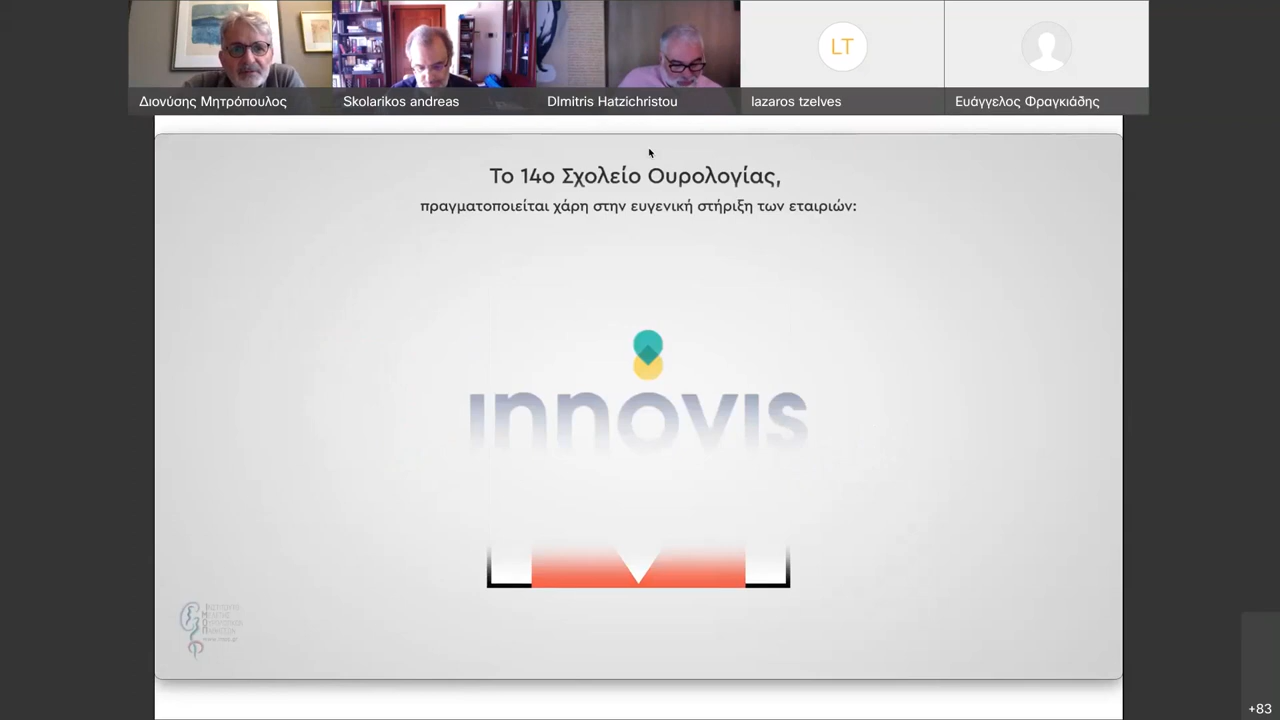 Διονύσης Μητρόπουλος
Skolarikos andreas
DImitris Hatzichristou
LT
lazaros tzelves
Ευάγγελος Φραγκιάδης
Το 14ο Σχολείο Ουρολογίας,
πραγματοποιείται χάρη στην ευγενική στήριξη των εταιριών:
innovis
+83